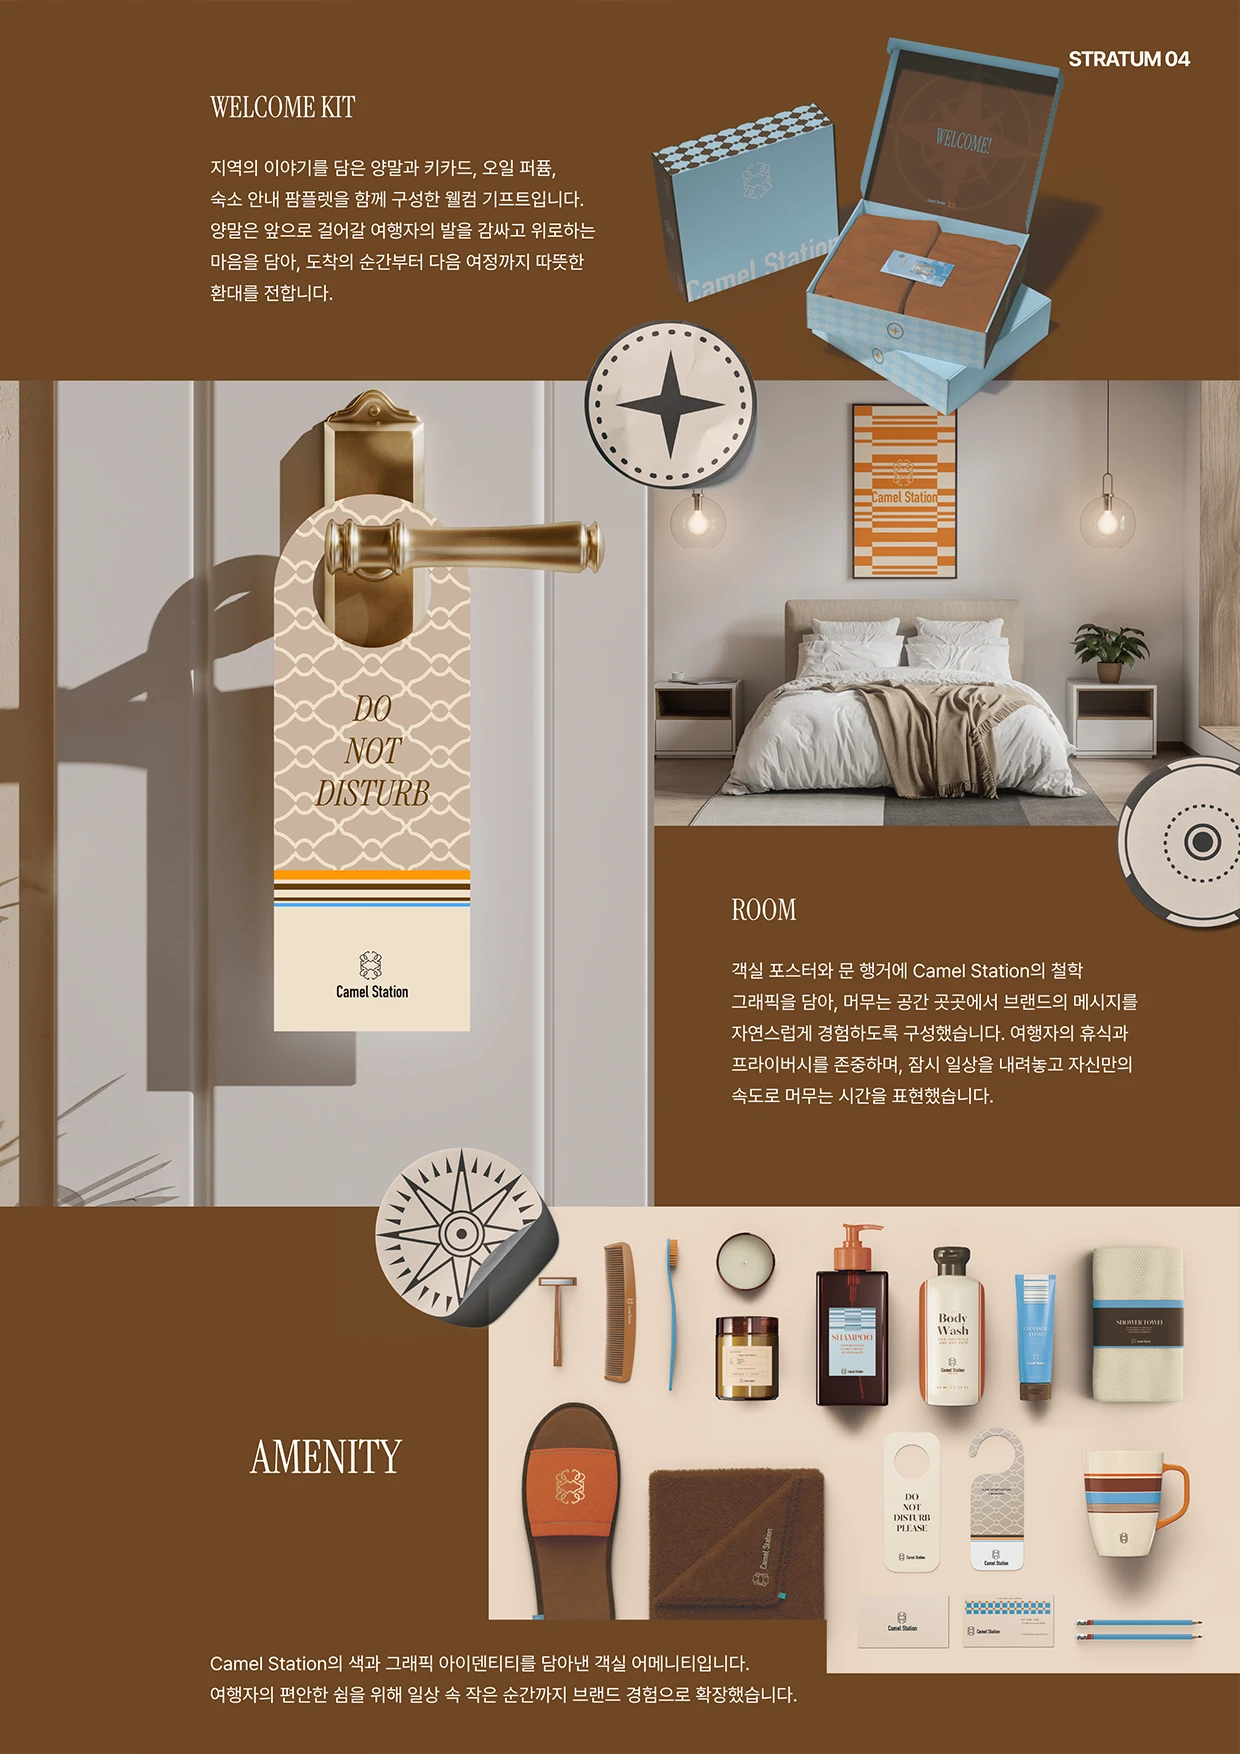 STRATUM 04
WELCOME KIT
지역의 이야기를 담은 양말과 키카드, 오일 퍼퓸,
숙소 안내 팜플렛을 함께 구성한 웰컴 기프트입니다.
양말은 앞으로 걸어갈 여행자의 발을 감싸고 위로하는
마음을 담아, 도착의 순간부터 다음 여정까지 따뜻한
환대를 전합니다.
WELCOME!
Camel Station
Camel Station
DO
NOT
DISTURB
Camel Station
ROOM
객실 포스터와 문 행거에 Camel Station의 철학
그래픽을 담아, 머무는 공간 곳곳에서 브랜드의 메시지를
자연스럽게 경험하도록 구성했습니다. 여행자의 휴식과
프라이버시를 존중하며, 잠시 일상을 내려놓고 자신만의
속도로 머무는 시간을 표현했습니다.
AMENITY
SHAMPOO
Camel Station
Body
Wash
Camel Station
SHOWER TOWEL
Camel Station
DO
NOT
DISTURB
PLEASE
Camel Station
Camel Station
Camel Station
Camel Station
Camel Station의 색과 그래픽 아이덴티티를 담아낸 객실 어메니티입니다.
여행자의 편안한 쉼을 위해 일상 속 작은 순간까지 브랜드 경험으로 확장했습니다.